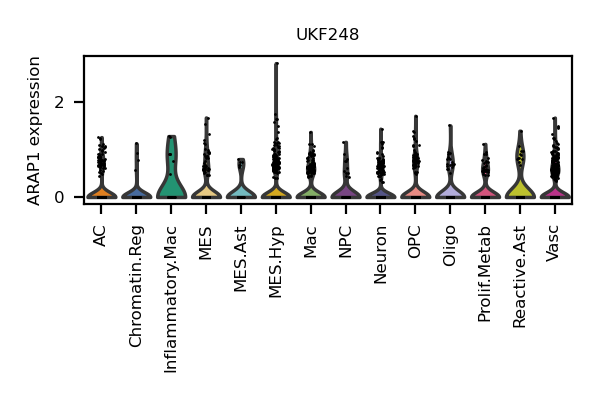 UKF248
ARAP1 expression
2
0
AC
Chromatin.Reg
Inflammatory.Mac
MES
MES.Ast
MES.Hyp
Mac
NPC
Neuron
OPC
Oligo
Prolif.Metab
Reactive.Ast
Vasc